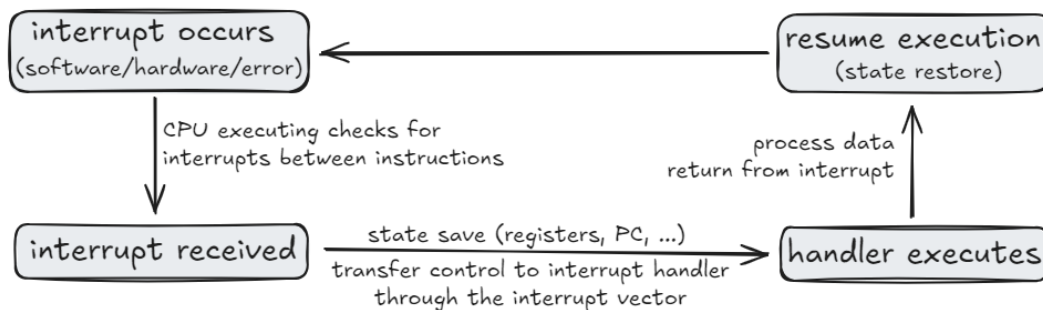 interrupt occurs
(software/hardware/error)
resume execution
(state restore)
CPU executing checks for
interrupts between instructions
process data
return from interrupt
interrupt received
state save (registers, PC, ...)
transfer control to interrupt handler
through the interrupt vector
handler executes